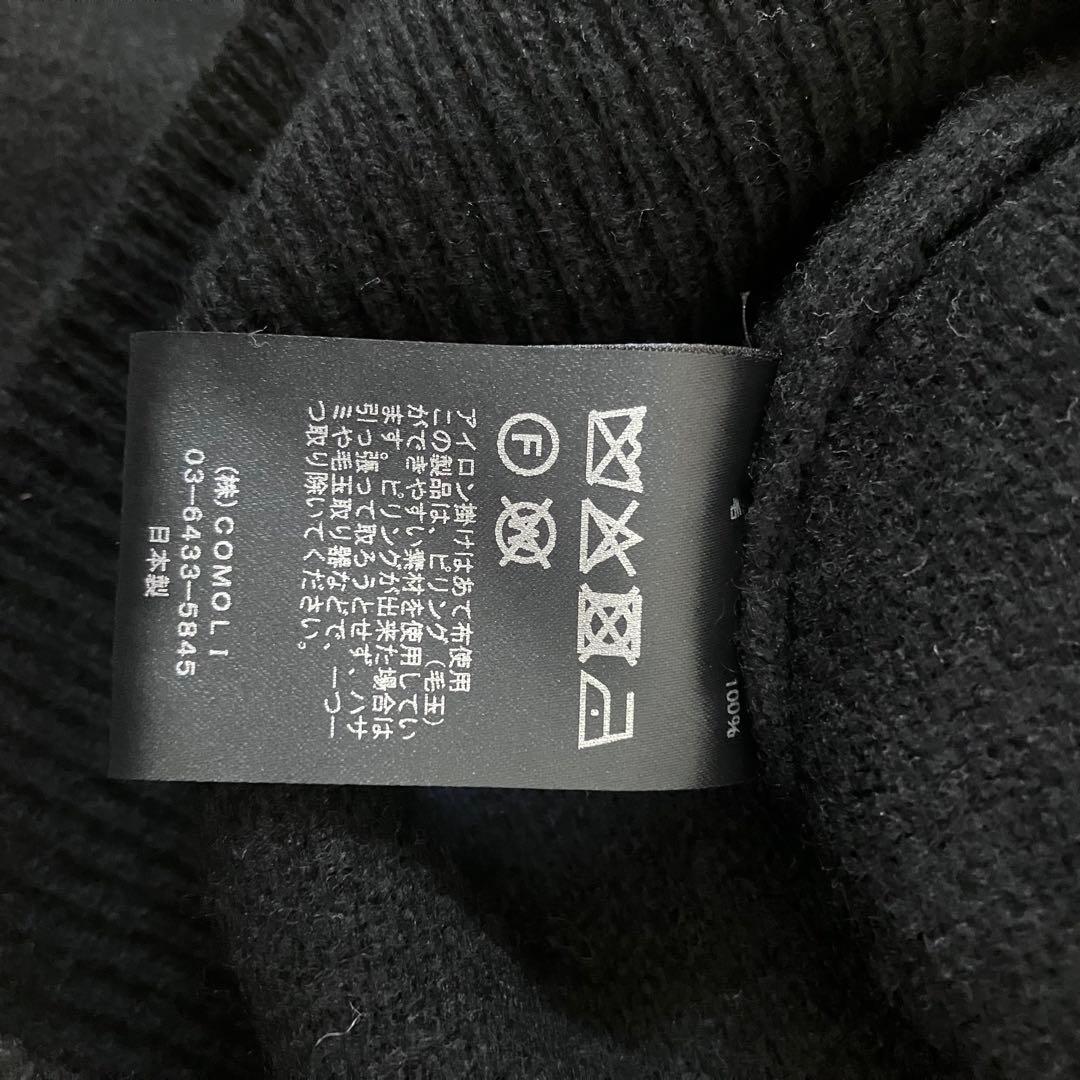 毛 100%
F
W
アイロン掛けはあて布使用
この製品は、ピリング（毛玉）
ができやすい素材を使用してい
ます。ピリングが出来た場合は
引っ張って取ろうとせず、ハサ
ミや毛玉取り器などで、一つ一
つ取り除いてください。
(株)COMOLI
03-6433-5845
日本製